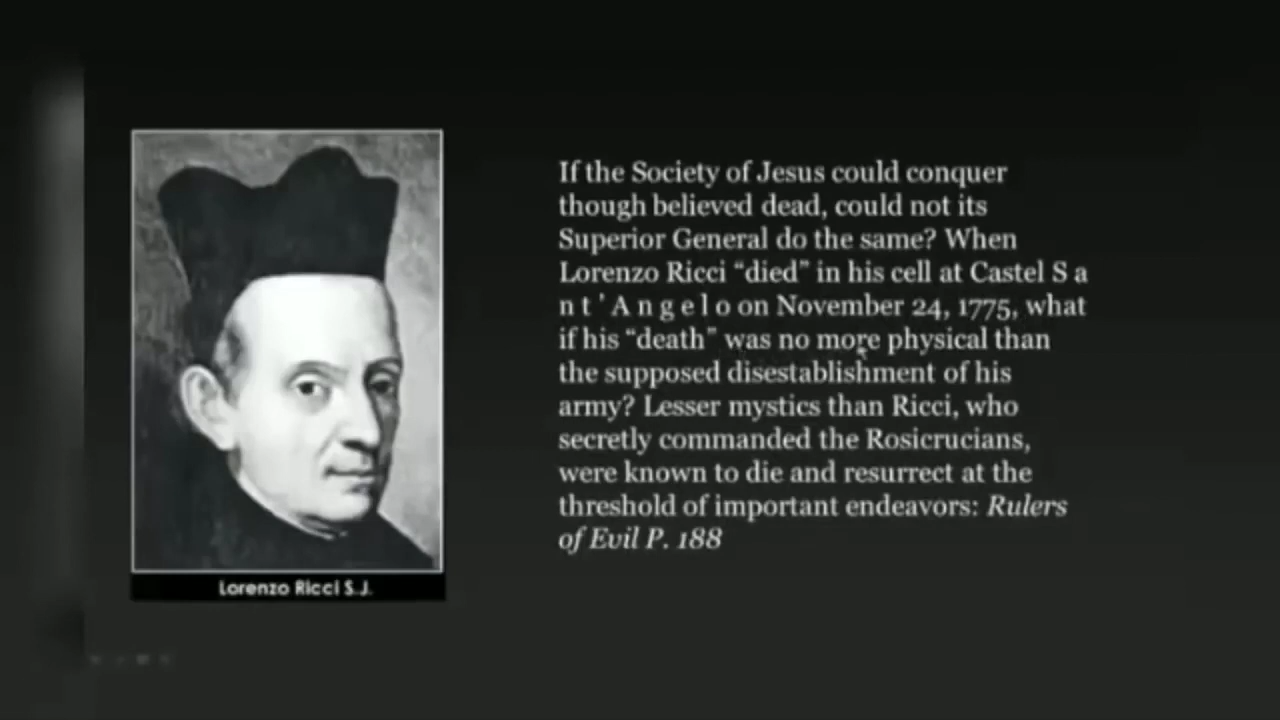 If the Society of Jesus could conquer
though believed dead, could not its
Superior General do the same? When
Lorenzo Ricci “died” in his cell at Castel S a
n t ' A n g e l o on November 24, 1775, what
if his “death” was no more physical than
the supposed disestablishment of his
army? Lesser mystics than Ricci, who
secretly commanded the Rosicrucians,
were known to die and resurrect at the
threshold of important endeavors: Rulers
of Evil P. 188
Lorenzo Ricci S.J.